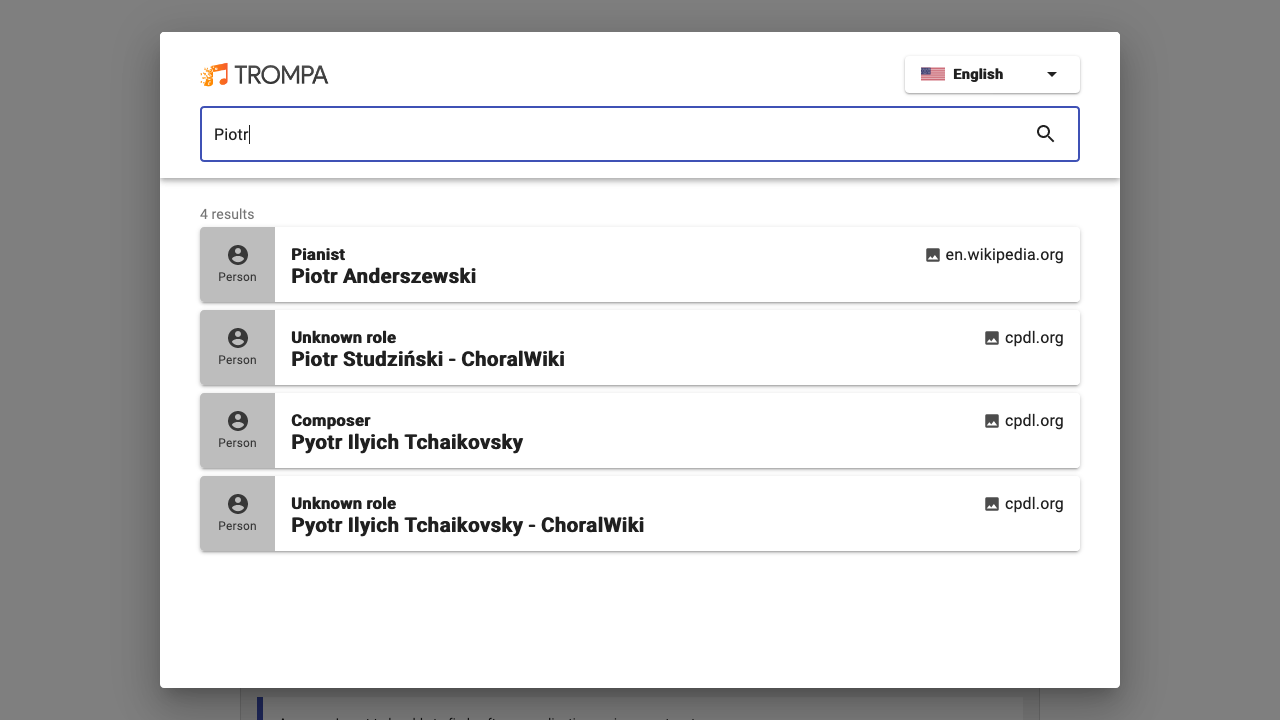 TROMPA
English
Piotr
4 results
Person
Pianist
Piotr Anderszewski
en.wikipedia.org
Person
Unknown role
Piotr Studziński - ChoralWiki
cpdl.org
Person
Composer
Pyotr Ilyich Tchaikovsky
cpdl.org
Person
Unknown role
Pyotr Ilyich Tchaikovsky - ChoralWiki
cpdl.org